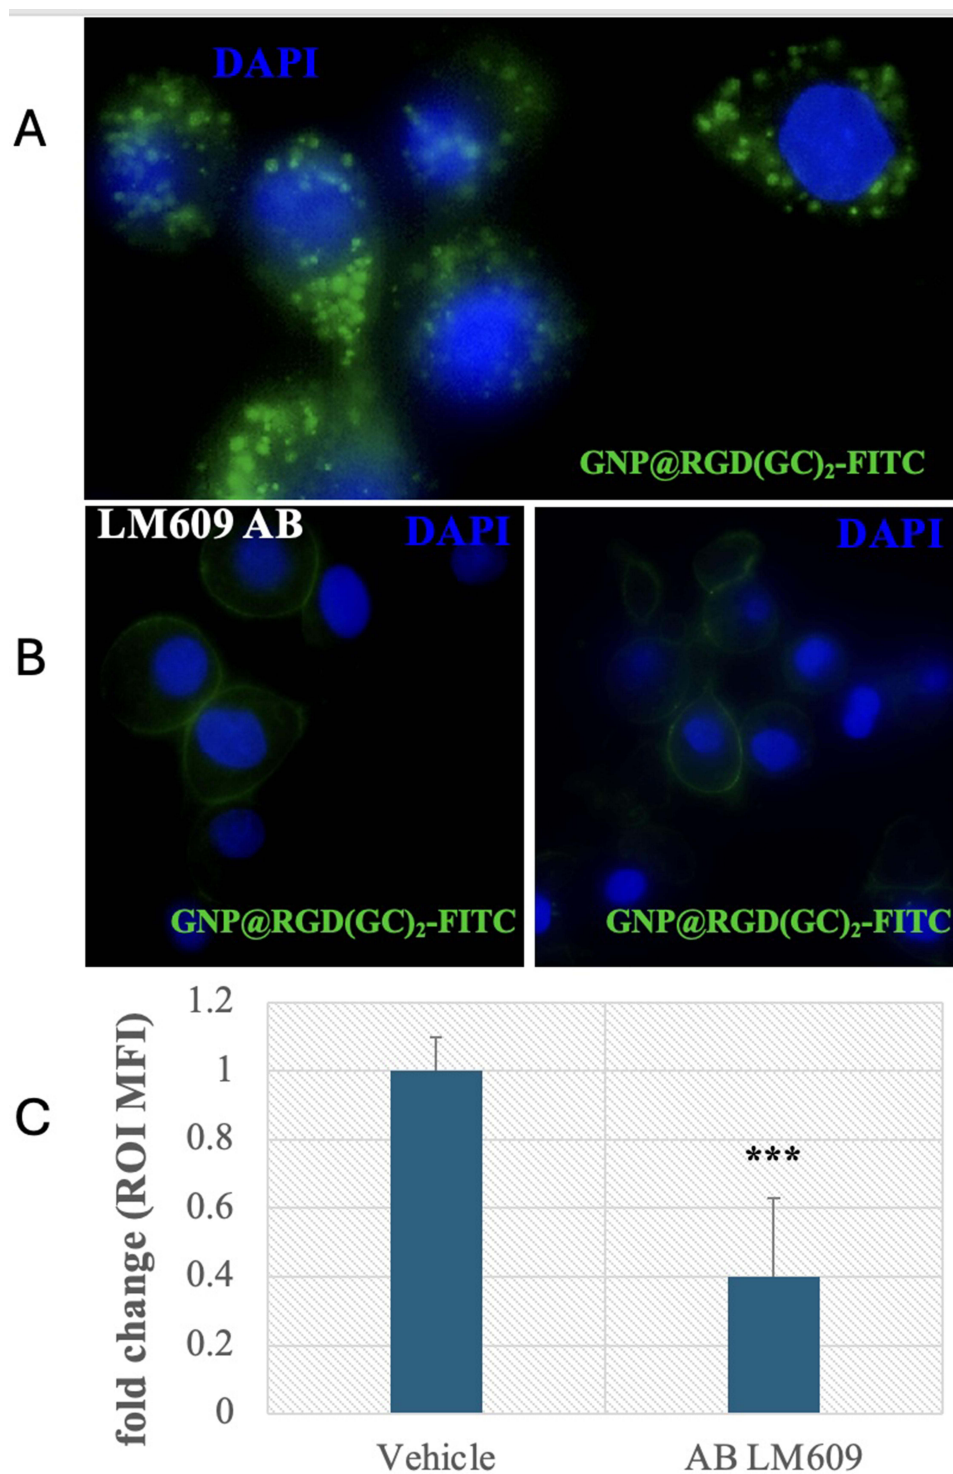 A
DAPI
GNP@RGD(GC)₂-FITC
B
LM609 AB
DAPI
GNP@RGD(GC)₂-FITC
DAPI
GNP@RGD(GC)₂-FITC
C
fold change (ROI MFI)
1.2
1
0.8
0.6
0.4
0.2
0
***
Vehicle
AB LM609